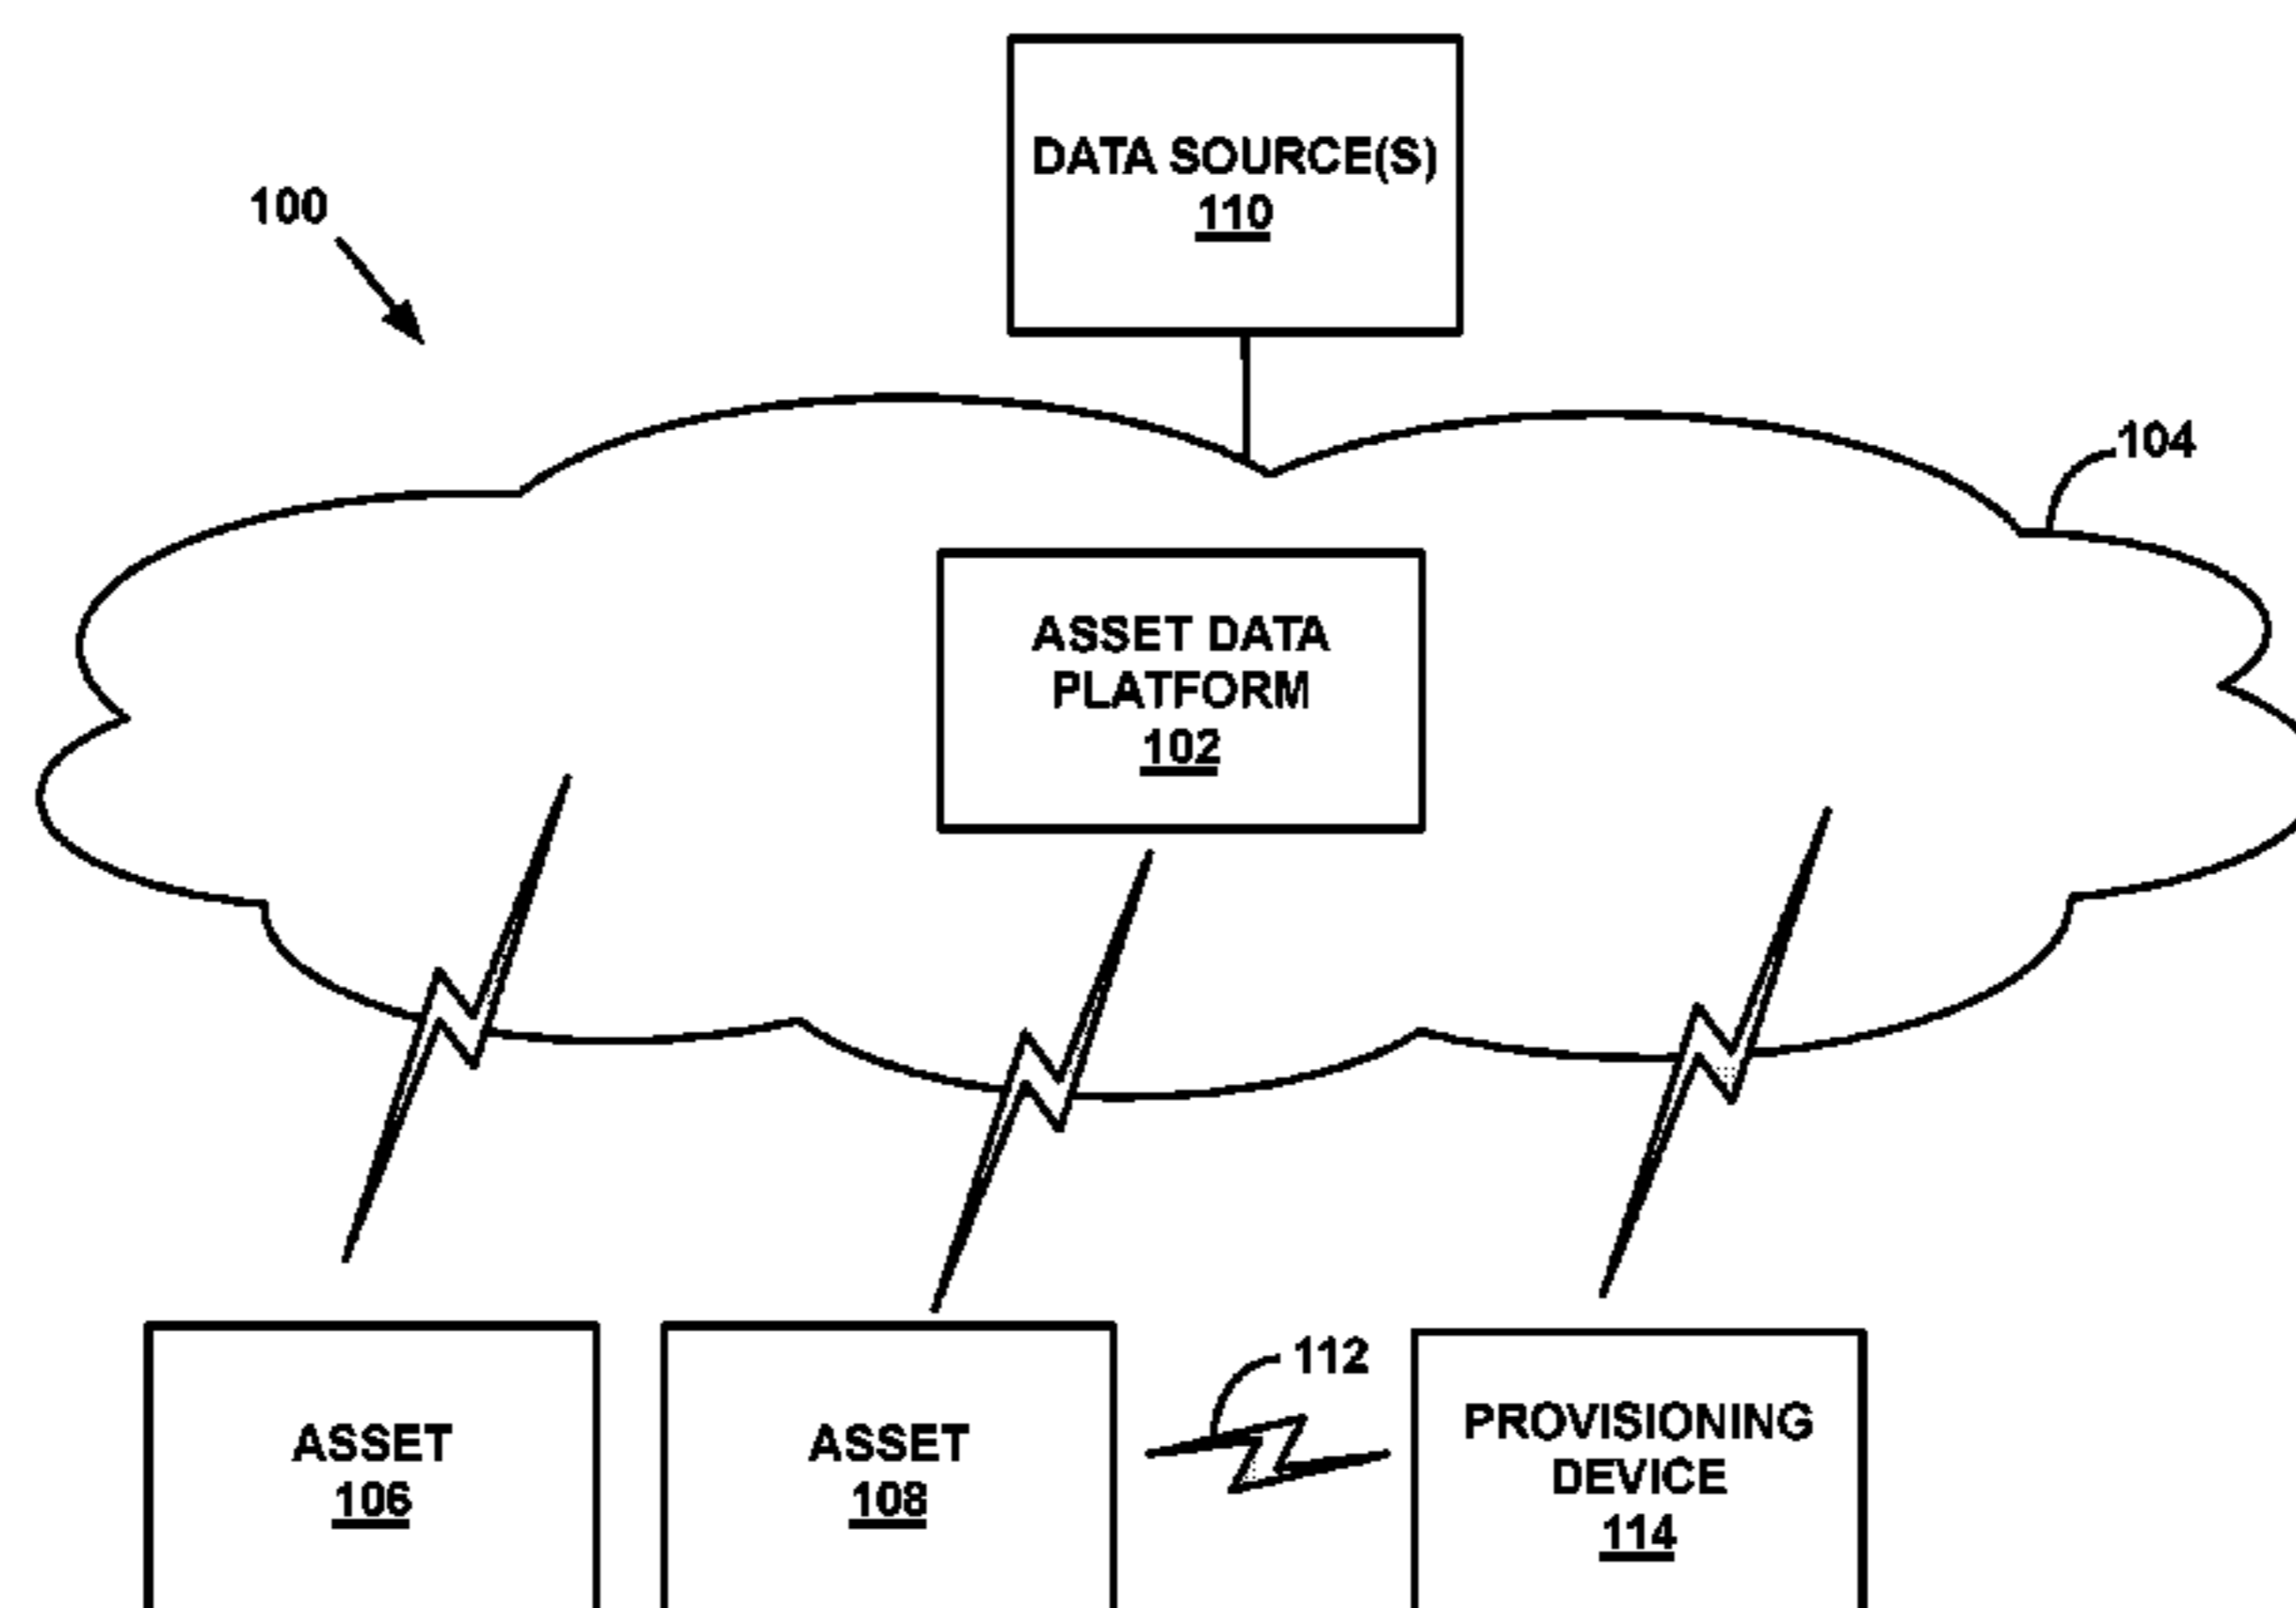 DATA SOURCE(S)
110
100
104
ASSET DATA
PLATFORM
102
112
ASSET
106
ASSET
108
PROVISIONING
DEVICE
114